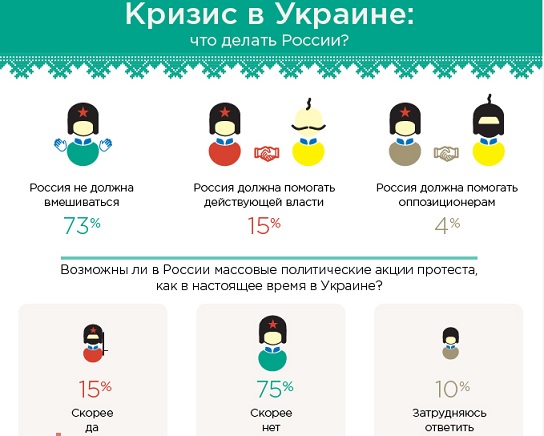 Кризис в Украине:
что делать России?
Россия не должна
вмешиваться
73%
Россия должна помогать
действующей власти
15%
Россия должна помогать
оппозиционерам
4%
Возможны ли в России массовые политические акции протеста,
как в настоящее время в Украине?
15%
Скорее
да
75%
Скорее
нет
10%
Затрудняюсь
ответить